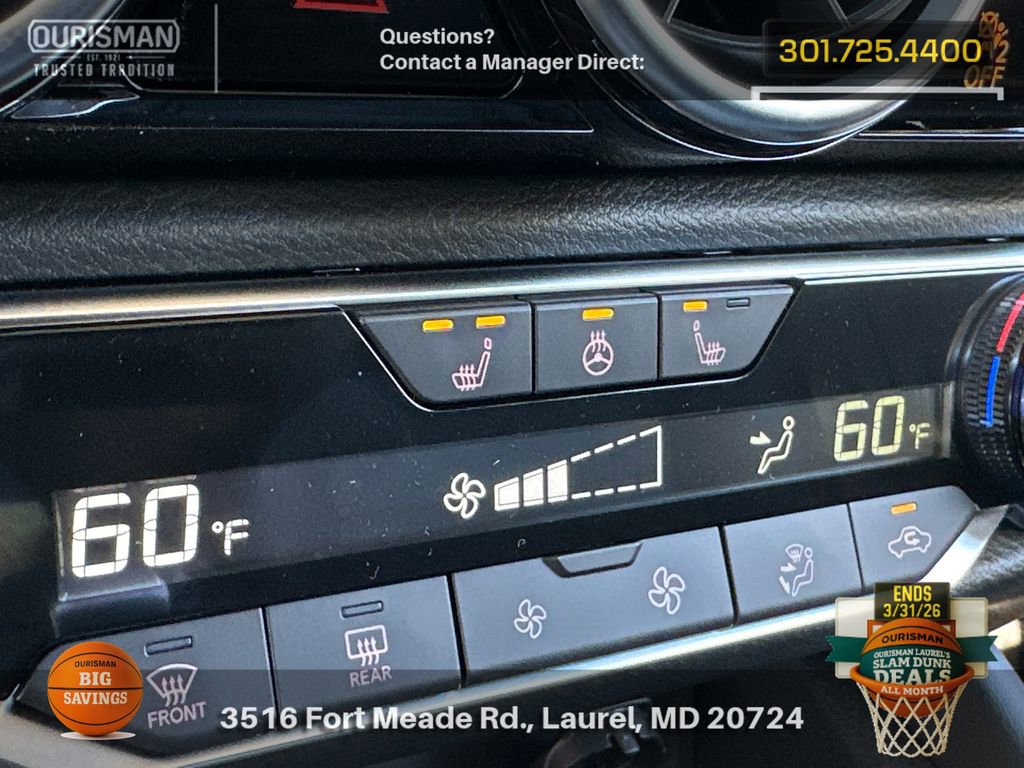 OURISMAN
EST. 1921
TRUSTED TRADITION
Questions?
Contact a Manager Direct:
301.725.4400
2
OFF
60°F
60°F
REAR
FRONT
OURISMAN
BIG
SAVINGS
3516 Fort Meade Rd., Laurel, MD 20724
ENDS
3/31/26
OURISMAN
OURISMAN LAUREL'S
SLAM DUNK
DEALS
ALL MONTH